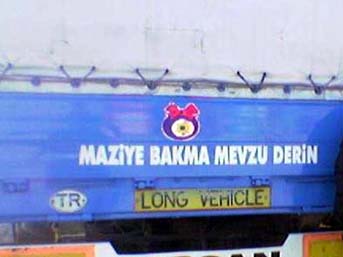 MAZİYE BAKMA MEVZU DERİN
TR
LONG VEHICLE